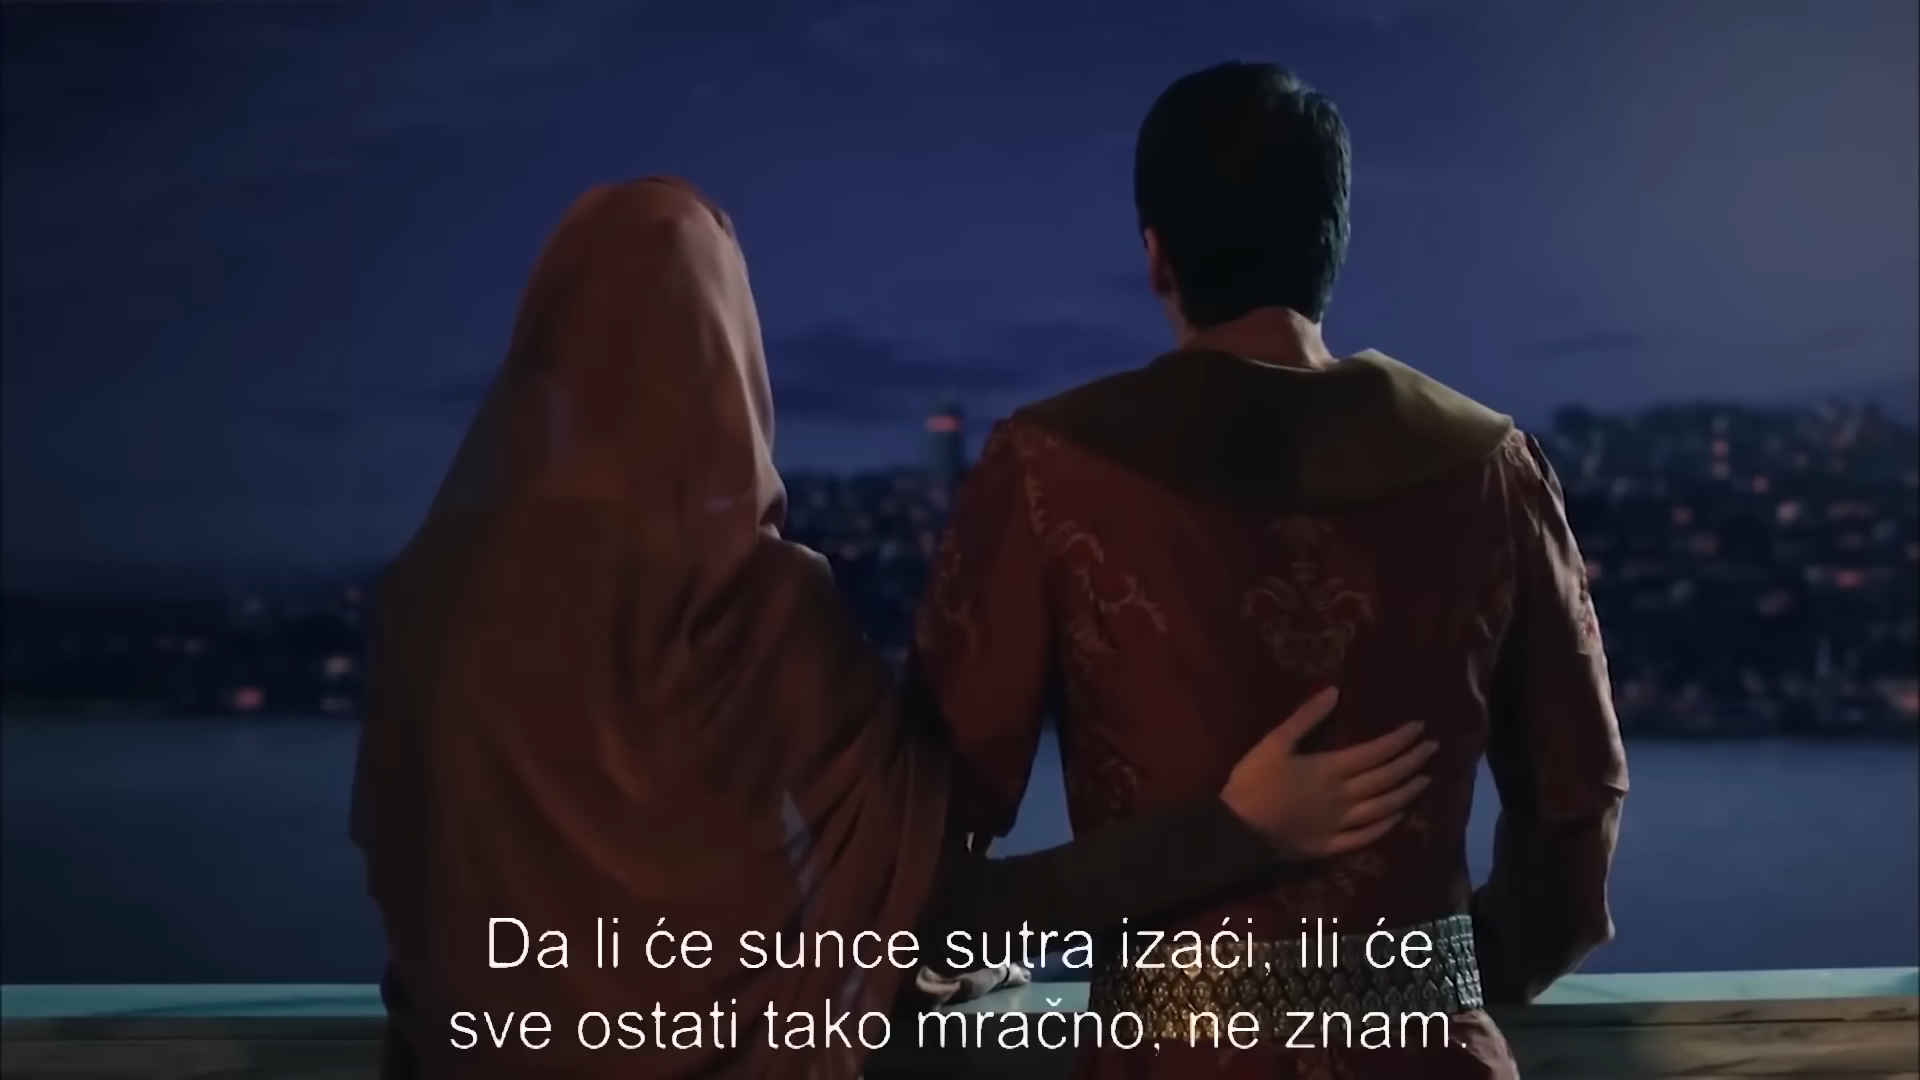 Da li će sunce sutra izaći, ili će
sve ostati tako mračno, ne znam.